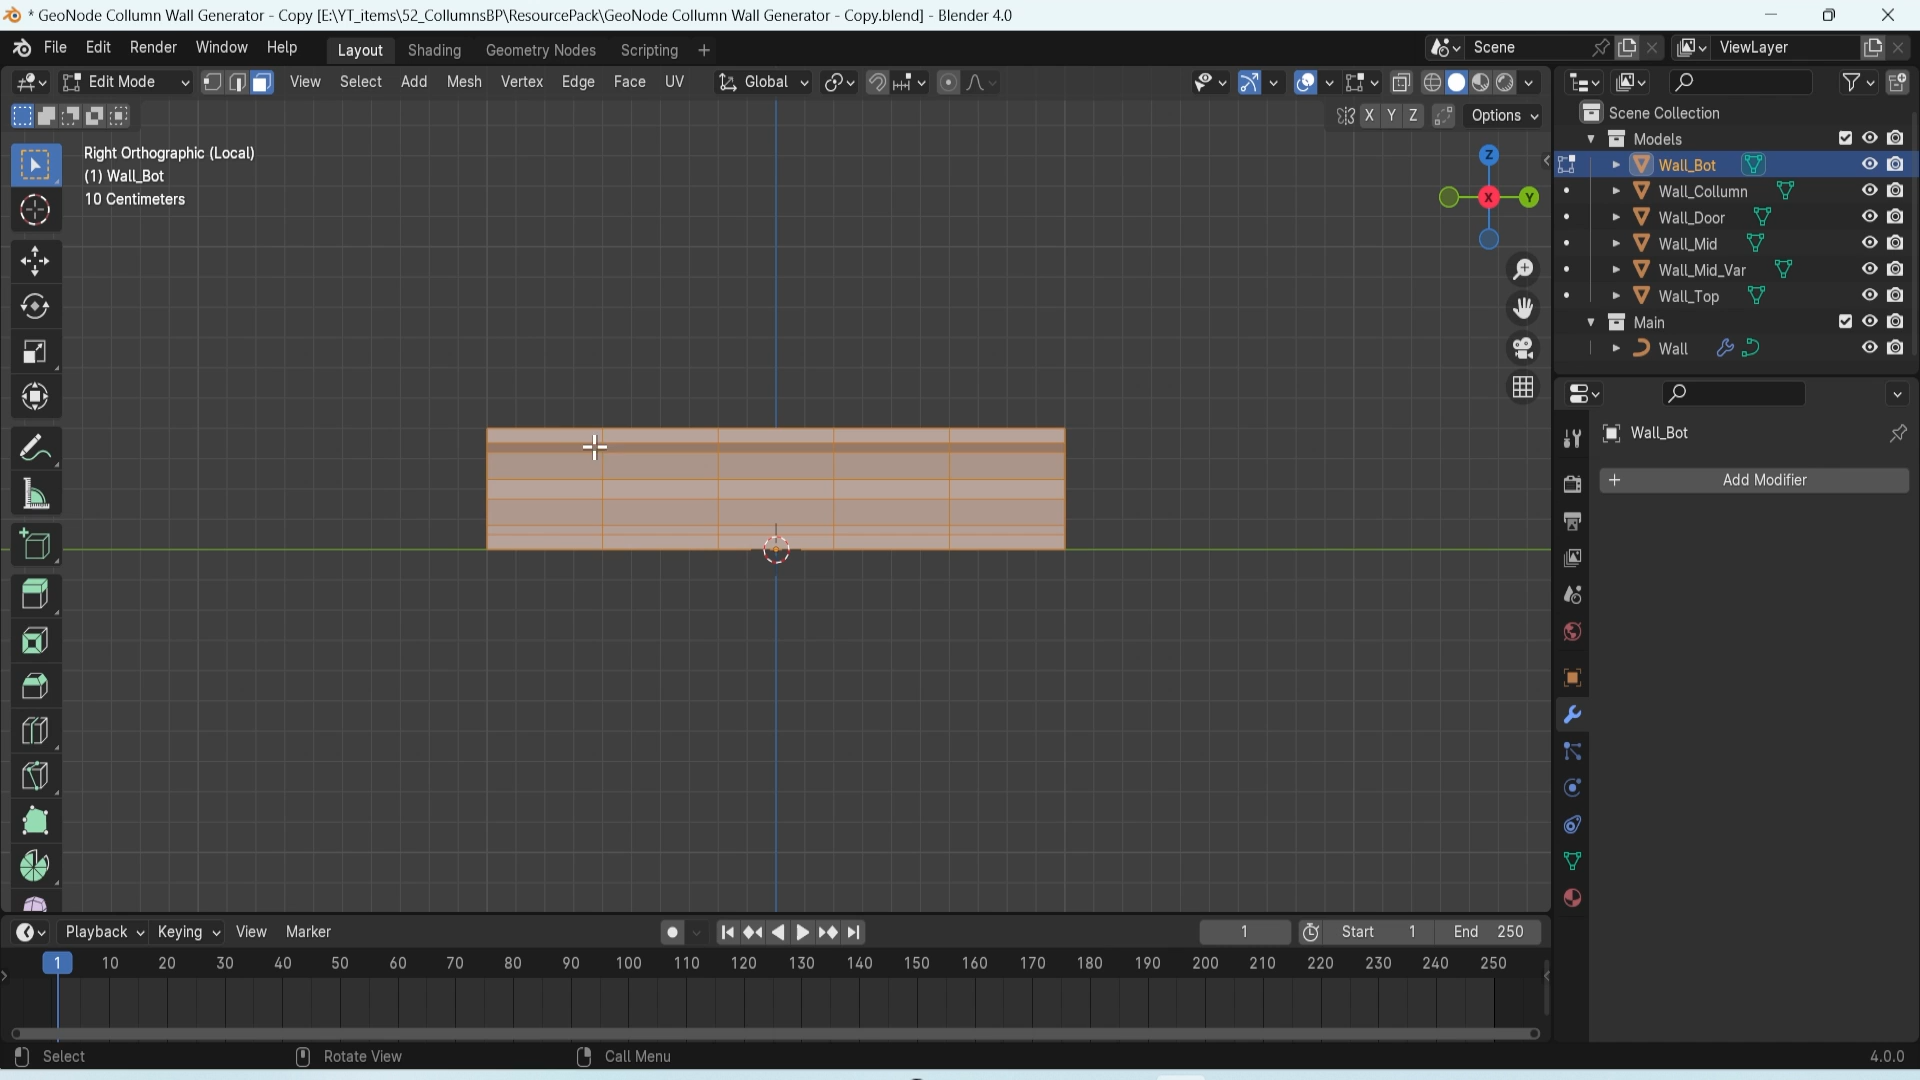 * GeoNode Collumn Wall Generator - Copy [E:\YT_items\52_CollumnsBP\ResourcePack\GeoNode Collumn Wall Generator - Copy.blend] - Blender 4.0
File Edit Render Window Help Layout Shading Geometry Nodes Scripting + Scene ViewLayer
Edit Mode View Select Add Mesh Vertex Edge Face UV Global
X Y Z Options
Right Orthographic (Local)
(1) Wall_Bot
10 Centimeters
Z
X
Y
Scene Collection
Models
Wall_Bot
Wall_Collumn
Wall_Door
Wall_Mid
Wall_Mid_Var
Wall_Top
Main
Wall
Wall_Bot
+ Add Modifier
Playback Keying View Marker 1 Start 1 End 250
1 10 20 30 40 50 60 70 80 90 100 110 120 130 140 150 160 170 180 190 200 210 220 230 240 250
Select Rotate View Call Menu 4.0.0